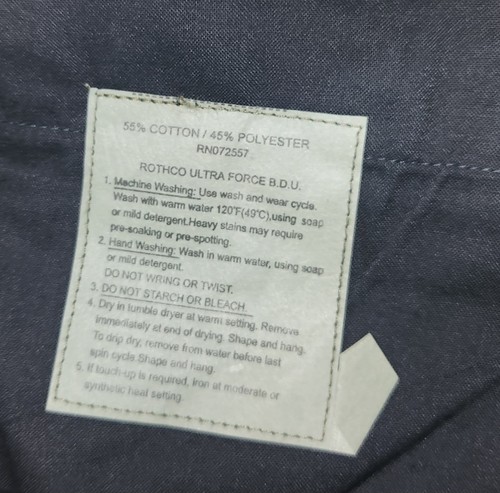 55% COTTON / 45% POLYESTER
RN072557
ROTHCO ULTRA FORCE B.D.U.
1. Machine Washing: Use wash and wear cycle.
Wash with warm water 120°F(49°C),using soap
or mild detergent.Heavy stains may require
pre-soaking or pre-spotting.
2. Hand Washing: Wash in warm water, using soap
or mild detergent.
DO NOT WRING OR TWIST.
3. DO NOT STARCH OR BLEACH
4. Dry in tumble dryer at warm setting. Remove
immediately at end of drying. Shape and hang.
To drip dry, remove from water before last
spin cycle.Shape and hang.
5. If touch-up is required, iron at moderate or
synthetic heat setting.